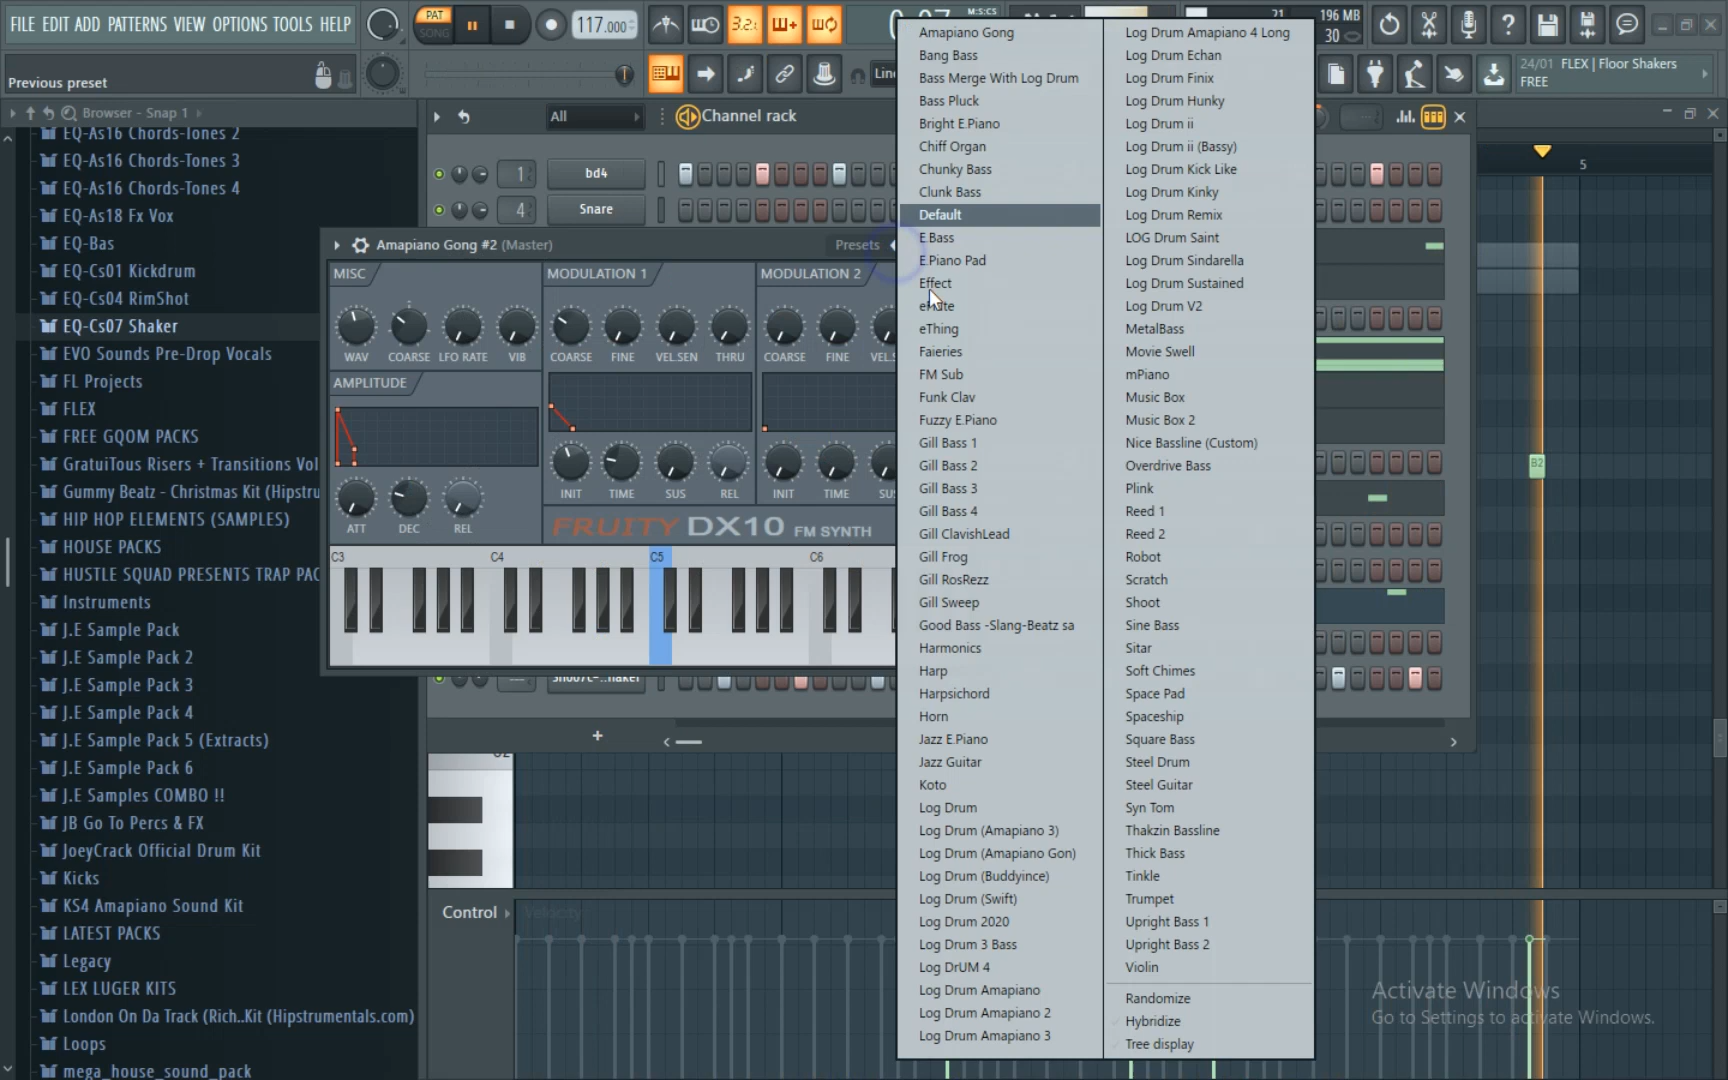 FILE EDIT ADD PATTERNS VIEW OPTIONS TOOLS HELP
PAT
SONG
117.000
3.2:
M:S:CS
21
196 MB
30
Previous preset
24/01 FLEX | Floor Shakers
FREE
Browser - Snap 1
All
Channel rack
EQ-As16 Chords-Tones 2
EQ-As16 Chords-Tones 3
EQ-As16 Chords-Tones 4
EQ-As18 Fx Vox
EQ-Bas
EQ-Cs01 Kickdrum
EQ-Cs04 RimShot
EQ-Cs07 Shaker
EVO Sounds Pre-Drop Vocals
FL Projects
FLEX
FREE GQOM PACKS
GratuiTous Risers + Transitions Vol
Gummy Beatz - Christmas Kit (Hipstru
HIP HOP ELEMENTS (SAMPLES)
HOUSE PACKS
HUSTLE SQUAD PRESENTS TRAP PAC
Instruments
J.E Sample Pack
J.E Sample Pack 2
J.E Sample Pack 3
J.E Sample Pack 4
J.E Sample Pack 5 (Extracts)
J.E Sample Pack 6
J.E Samples COMBO !!
JB Go To Percs & FX
JoeyCrack Official Drum Kit
Kicks
KS4 Amapiano Sound Kit
LATEST PACKS
Legacy
LEX LUGER KITS
London On Da Track (Rich..Kit (Hipstrumentals.com)
Loops
mega_house_sound_pack
1
bd4
4
Snare
Amapiano Gong #2 (Master)
Presets
MISC
MODULATION 1
MODULATION 2
WAV
COARSE
LFO RATE
VIB
COARSE
FINE
VEL.SEN
THRU
COARSE
FINE
AMPLITUDE
ATT
DEC
REL
INIT
TIME
SUS
REL
INIT
TIME
FRUITY DX10 FM SYNTH
C3
C4
C5
C6
+
Control
Velocity
Amapiano Gong
Bang Bass
Bass Merge With Log Drum
Bass Pluck
Bright E.Piano
Chiff Organ
Chunky Bass
Clunk Bass
Default
E.Bass
E.Piano Pad
Effect
eThing
Faieries
FM Sub
Funk Clav
Fuzzy E.Piano
Gill Bass 1
Gill Bass 2
Gill Bass 3
Gill Bass 4
Gill ClavishLead
Gill Frog
Gill RosRezz
Gill Sweep
Good Bass -Slang-Beatz sa
Harmonics
Harp
Harpsichord
Horn
Jazz E.Piano
Jazz Guitar
Koto
Log Drum
Log Drum (Amapiano 3)
Log Drum (Amapiano Gon)
Log Drum (Buddyince)
Log Drum (Swift)
Log Drum 2020
Log Drum 3 Bass
Log DrUM 4
Log Drum Amapiano
Log Drum Amapiano 2
Log Drum Amapiano 3
Log Drum Amapiano 4 Long
Log Drum Echan
Log Drum Finix
Log Drum Hunky
Log Drum ii
Log Drum ii (Bassy)
Log Drum Kick Like
Log Drum Kinky
Log Drum Remix
LOG Drum Saint
Log Drum Sindarella
Log Drum Sustained
Log Drum V2
MetalBass
Movie Swell
mPiano
Music Box
Music Box 2
Nice Bassline (Custom)
Overdrive Bass
Plink
Reed 1
Reed 2
Robot
Scratch
Shoot
Sine Bass
Sitar
Soft Chimes
Space Pad
Spaceship
Square Bass
Steel Drum
Steel Guitar
Syn Tom
Thakzin Bassline
Thick Bass
Tinkle
Trumpet
Upright Bass 1
Upright Bass 2
Violin
Randomize
Hybridize
Tree display
5
B2
Activate Windows
Go to Settings to activate Windows.